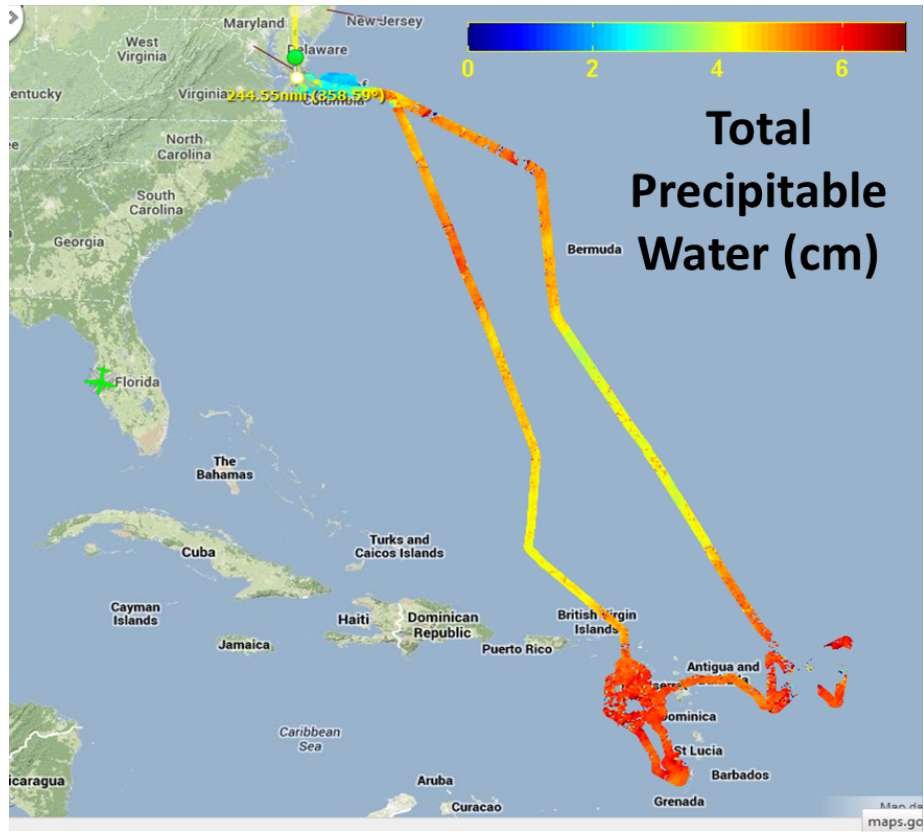 Maryland
New Jersey
West
Virginia
Delaware
entucky
Virginia
244.55nmi (358.59°)
Columbia
0 2 4 6
Total
Precipitable
Water (cm)
North
Carolina
South
Carolina
Georgia
Bermuda
Florida
The
Bahamas
Cuba
Turks and
Caicos Islands
Cayman
Islands
Haiti
Dominican
Republic
Jamaica
Puerto Rico
British Virgin
Islands
Antigua and
Dominica
Caribbean
Sea
St Lucia
Barbados
icaragua
Aruba
Curacao
Grenada
Map da
maps.go